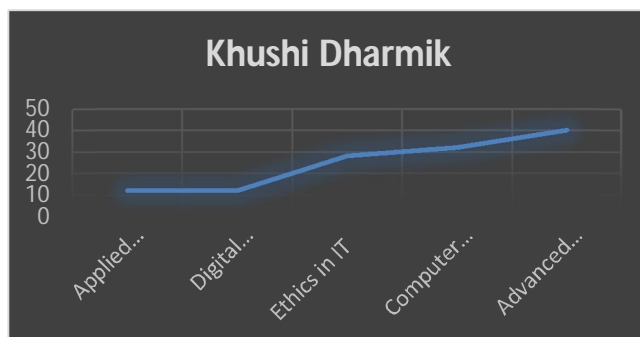 Khushi Dharmik
50
40
30
20
10
0
Applied...
Digital...
Ethics in IT
Computer...
Advanced...